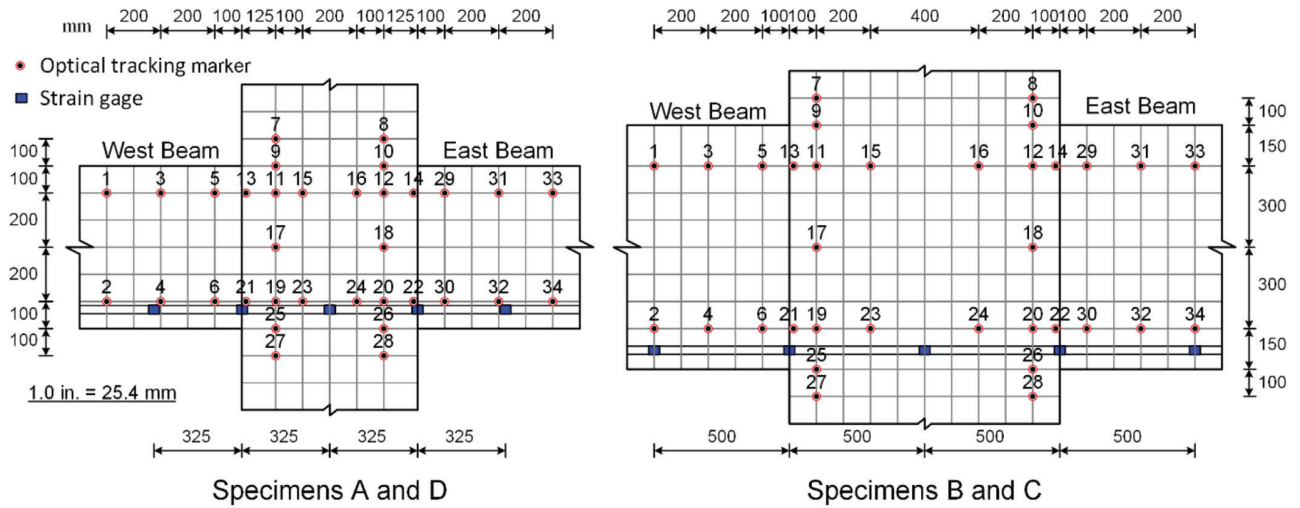 200 200 100 125 100 200 100 125 100 200 200
200 200 100 100 200 400 200 100 100 200 200
mm
Optical tracking marker
Strain gage
West Beam
East Beam
7 8
9 10
1 3 5 13 11 15 16 12 14 29 31 33
17 18
2 4 6 21 19 23 24 20 22 30 32 34
25 26
27 28
100
100
200
200
100
100
1.0 in. = 25.4 mm
325 325 325 325
Specimens A and D
West Beam
East Beam
7 8
9 10
1 3 5 13 11 15 16 12 14 29 31 33
17 18
2 4 6 21 19 23 24 20 22 30 32 34
25 26
27 28
100
150
300
300
150
100
500 500 500 500
Specimens B and C